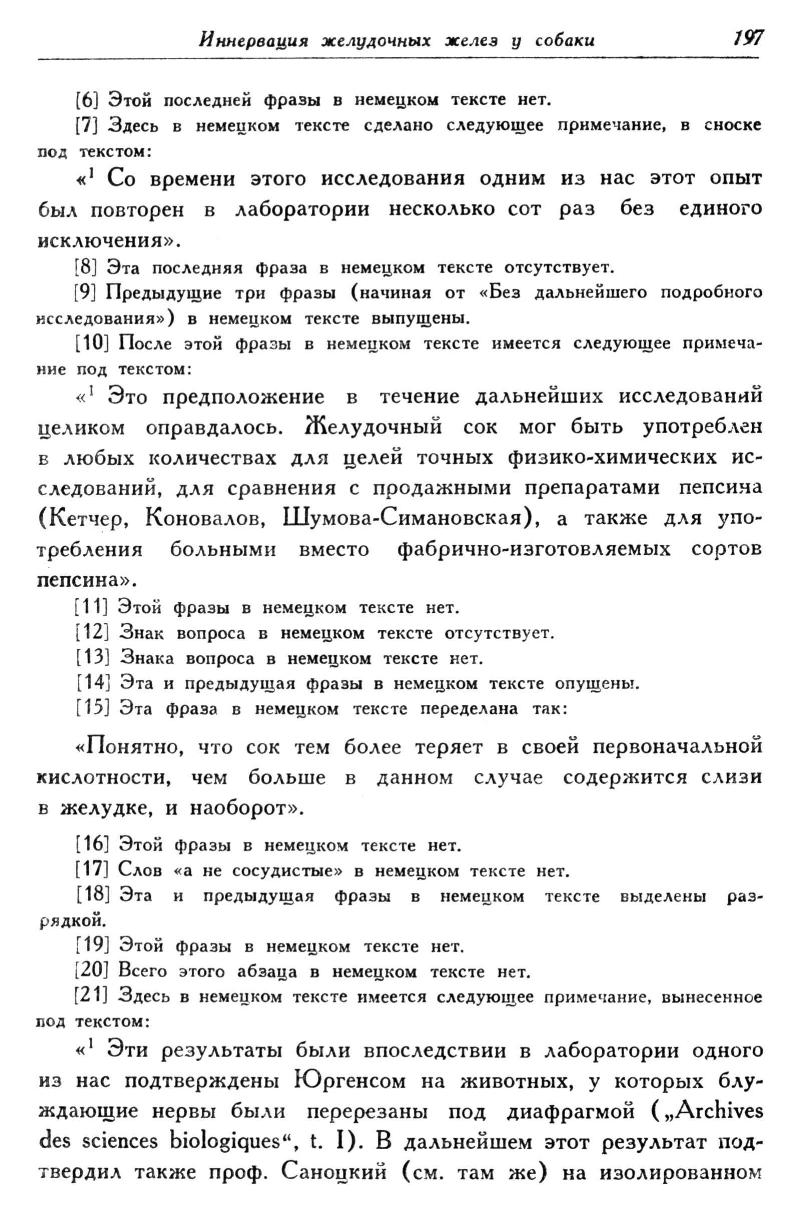 Иннервация желудочных желез у собаки 197
[6] Этой последней фразы в немецком тексте нет.
[7] Здесь в немецком тексте сделано следующее примечание, в сноске
под текстом:
«¹ Со времени этого исследования одним из нас этот опыт
был повторен в лаборатории несколько сот раз без единого
исключения».
[8] Эта последняя фраза в немецком тексте отсутствует.
[9] Предыдущие три фразы (начиная от «Без дальнейшего подробного
исследования») в немецком тексте выпущены.
[10] После этой фразы в немецком тексте имеется следующее примеча-
ние под текстом:
«¹ Это предположение в течение дальнейших исследований
целиком оправдалось. Желудочный сок мог быть употреблен
в любых количествах для целей точных физико-химических ис-
следований, для сравнения с продажными препаратами пепсина
(Кетчер, Коновалов, Шумова-Симановская), а также для упо-
требления больными вместо фабрично-изготовляемых сортов
пепсина».
[11] Этой фразы в немецком тексте нет.
[12] Знак вопроса в немецком тексте отсутствует.
[13] Знака вопроса в немецком тексте нет.
[14] Эта и предыдущая фразы в немецком тексте опущены.
[15] Эта фраза в немецком тексте переделана так:
«Понятно, что сок тем более теряет в своей первоначальной
кислотности, чем больше в данном случае содержится слизи
в желудке, и наоборот».
[16] Этой фразы в немецком тексте нет.
[17] Слов «а не сосудистые» в немецком тексте нет.
[18] Эта и предыдущая фразы в немецком тексте выделены раз-
рядкой.
[19] Этой фразы в немецком тексте нет.
[20] Всего этого абзаца в немецком тексте нет.
[21] Здесь в немецком тексте имеется следующее примечание, вынесенное
под текстом:
«¹ Эти результаты были впоследствии в лаборатории одного
из нас подтверждены Юргенсом на животных, у которых блу-
ждающие нервы были перерезаны под диафрагмой („Archives
des sciences biologiques“, t. I). В дальнейшем этот результат под-
твердил также проф. Саноцкий (см. там же) на изолированном